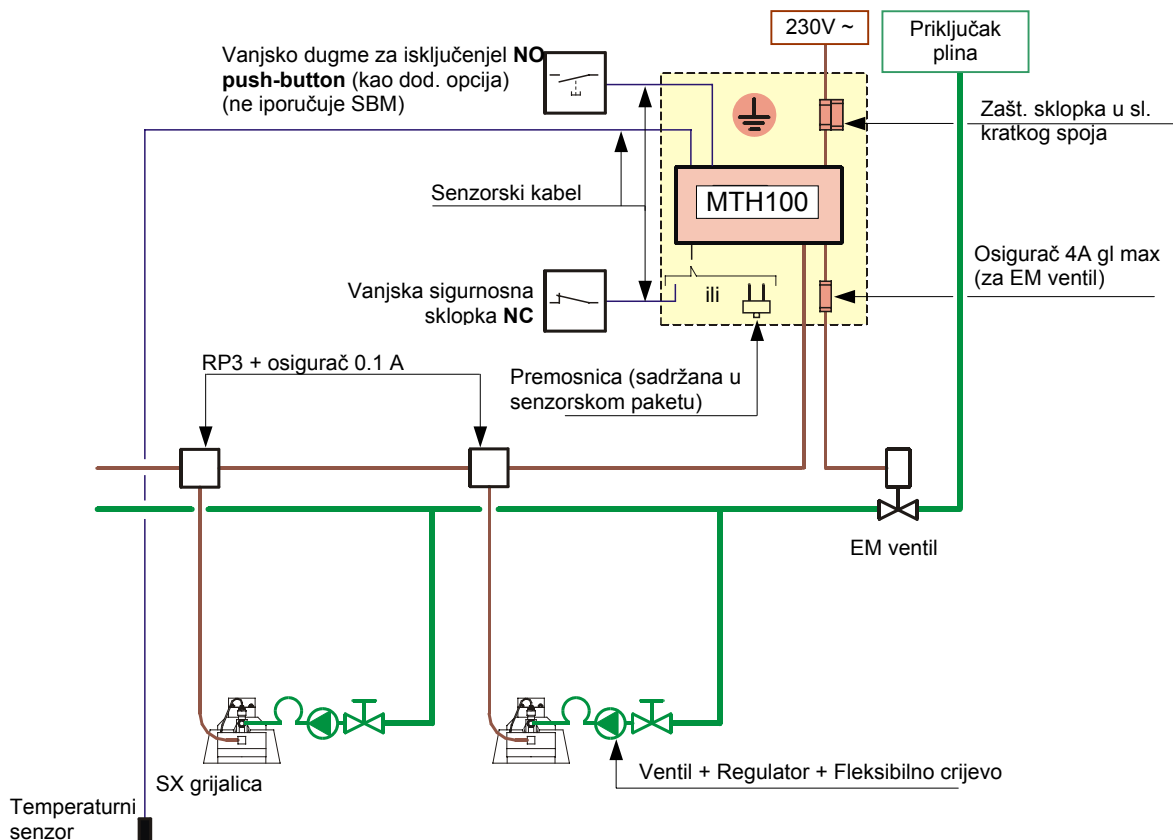 230V ~
Priključak
plina
Vanjsko dugme za isključenjel NO
push-button (kao dod. opcija)
(ne iporučuje SBM)
Zašt. sklopka u sl.
kratkog spoja
Senzorski kabel
MTH100
Osigurač 4A gl max
(za EM ventil)
Vanjska sigurnosna
sklopka NC
ili
RP3 + osigurač 0.1 A
Premosnica (sadržana u
senzorskom paketu)
EM ventil
SX grijalica
Ventil + Regulator + Fleksibilno crijevo
Temperaturni
senzor